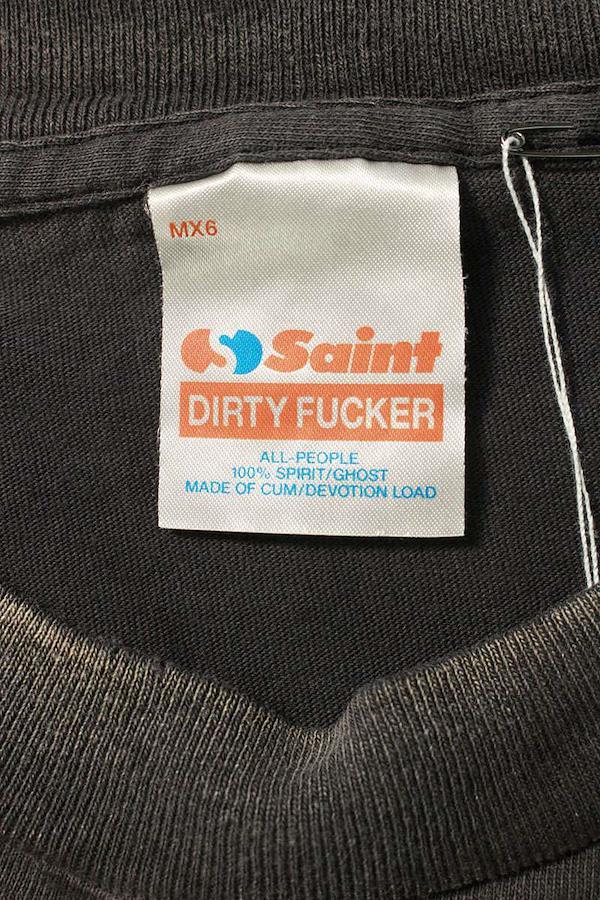 MX6
Saint
DIRTY FUCKER
ALL-PEOPLE
100% SPIRIT/GHOST
MADE OF CUM/DEVOTION LOAD